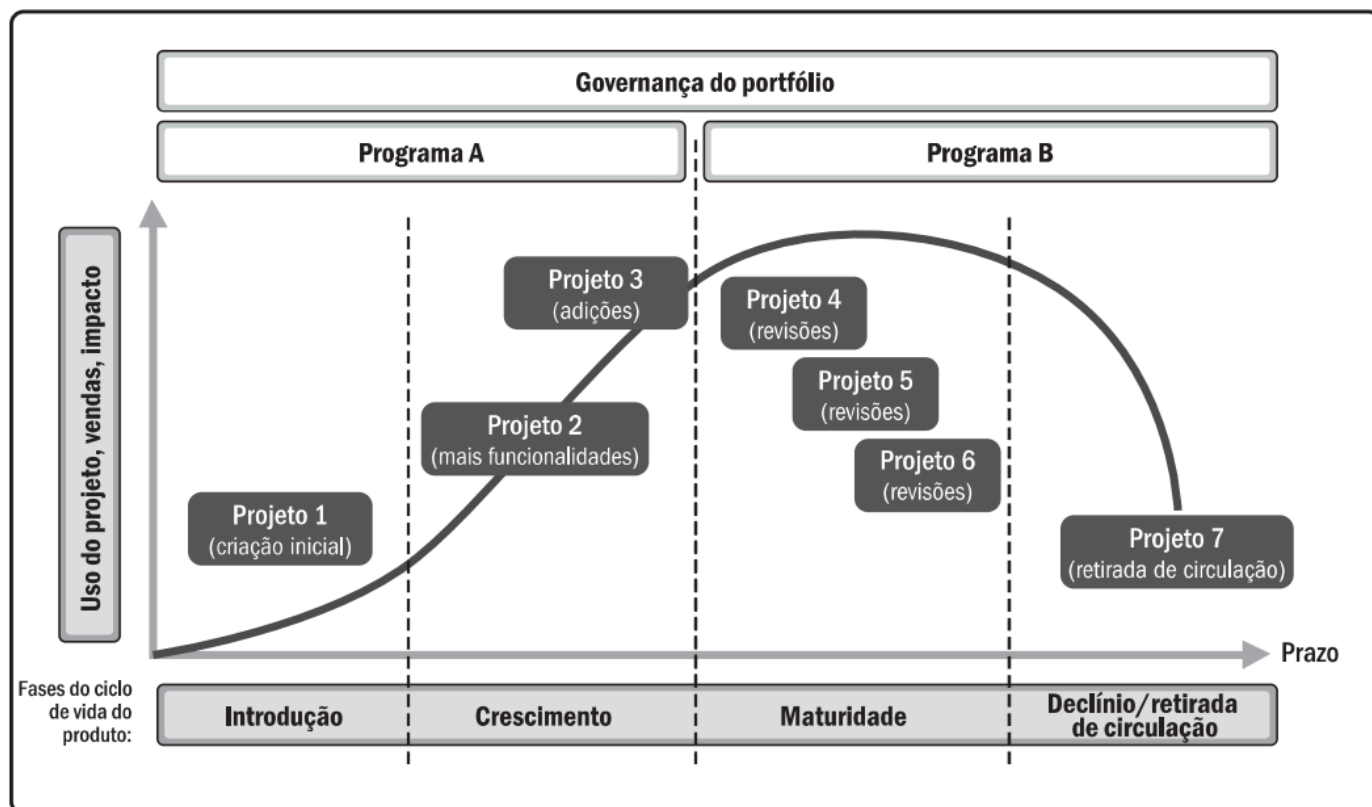 Governança do portfólio
Programa A
Programa B
Uso do projeto, vendas, impacto
Projeto 1
(criação inicial)
Projeto 2
(mais funcionalidades)
Projeto 3
(adições)
Projeto 4
(revisões)
Projeto 5
(revisões)
Projeto 6
(revisões)
Projeto 7
(retirada de circulação)
Prazo
Fases do ciclo
de vida do
produto:
Introdução
Crescimento
Maturidade
Declínio/retirada
de circulação